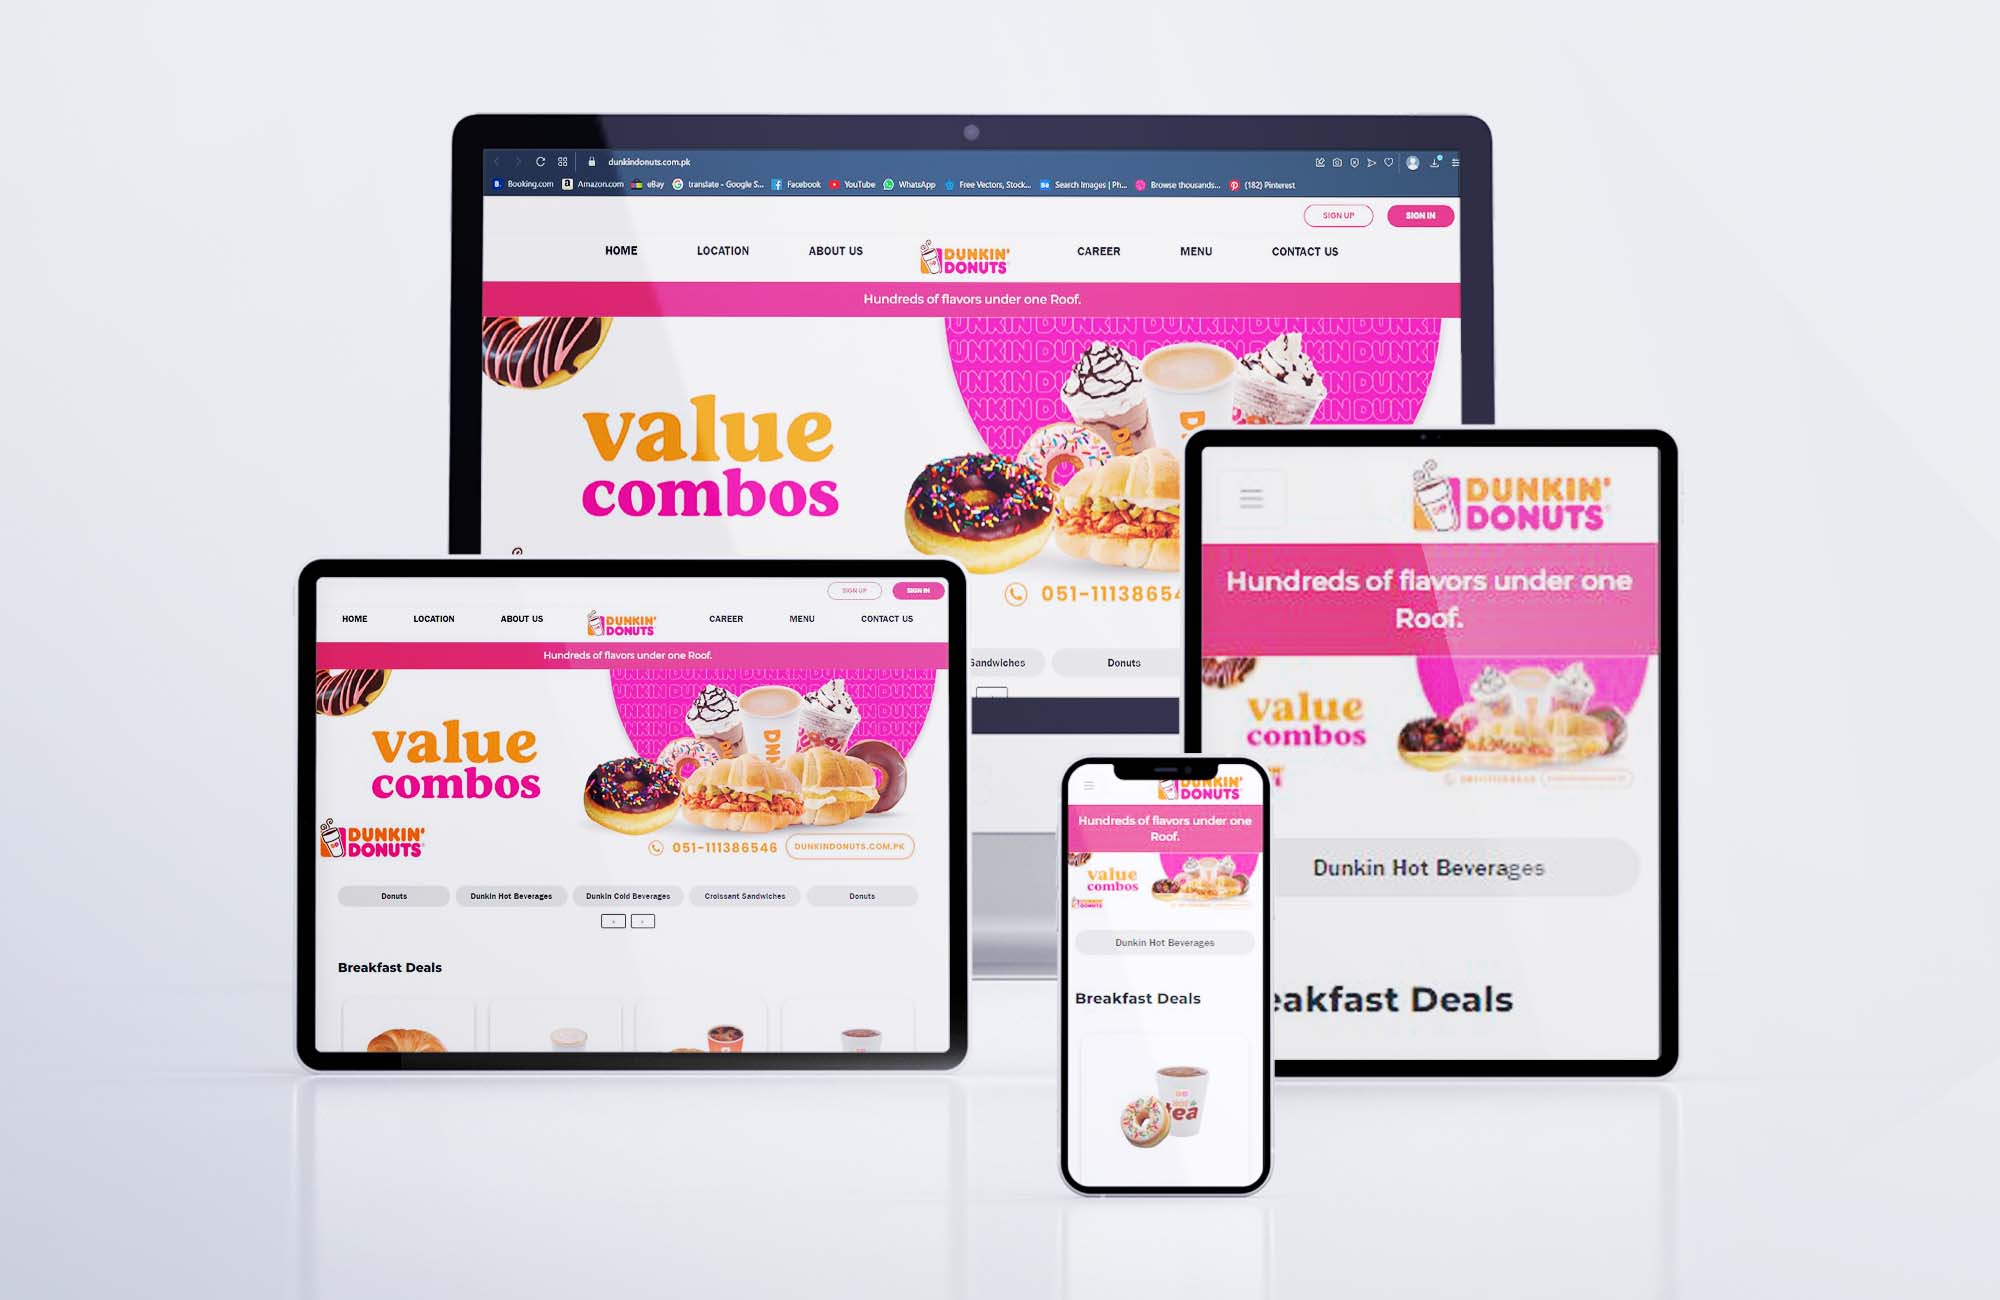 dunkindonuts.com.pk
Booking.com
Amazon.com
eBay
translate - Google S...
Facebook
YouTube
WhatsApp
Free Vectors, Stock...
Search Images | Ph...
Browse thousands...
(182) Pinterest
SIGN UP
SIGN IN
HOME
LOCATION
ABOUT US
DUNKIN'
DONUTS
CAREER
MENU
CONTACT US
Hundreds of flavors under one Roof.
value
combos
051-11138654
Sandwiches
Donuts
SIGN UP
SIGN IN
HOME
LOCATION
ABOUT US
DUNKIN'
DONUTS
CAREER
MENU
CONTACT US
Hundreds of flavors under one Roof.
value
combos
DUNKIN'
DONUTS
051-111386546
DUNKINDONUTS.COM.PK
Donuts
Dunkin Hot Beverages
Dunkin Cold Beverages
Croissant Sandwiches
Donuts
Breakfast Deals
DUNKIN'
DONUTS
Hundreds of flavors under one
Roof.
value
combos
Dunkin Hot Beverages
eakfast Deals
DUNKIN'
DONUTS
Hundreds of flavors under one
Roof.
value
combos
Dunkin Hot Beverages
Breakfast Deals
tea